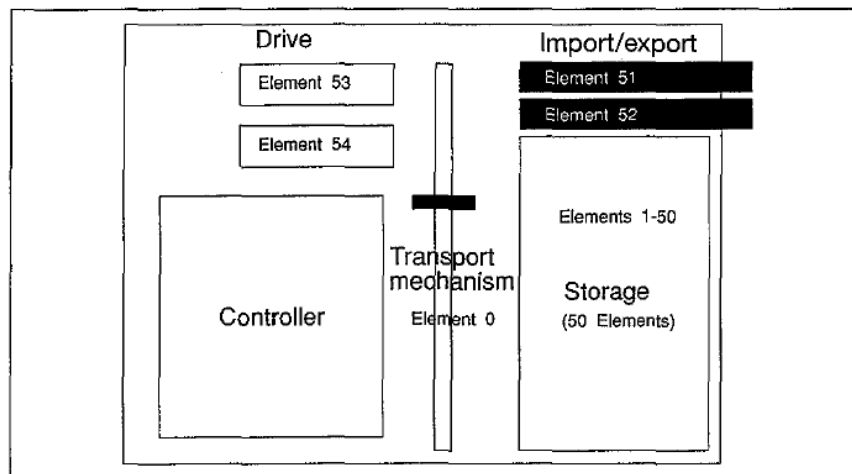 Drive
Import/export
Element 53
Element 51
Element 52
Element 54
Elements 1-50
Transport
mechanism
Storage
Controller
Element 0
(50 Elements)